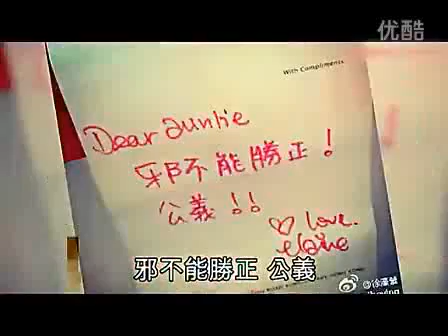 优酷
With Compliments
Dear auntie
邪不能勝正!
公義!!
love.
Elaine
邪不能勝正 公義